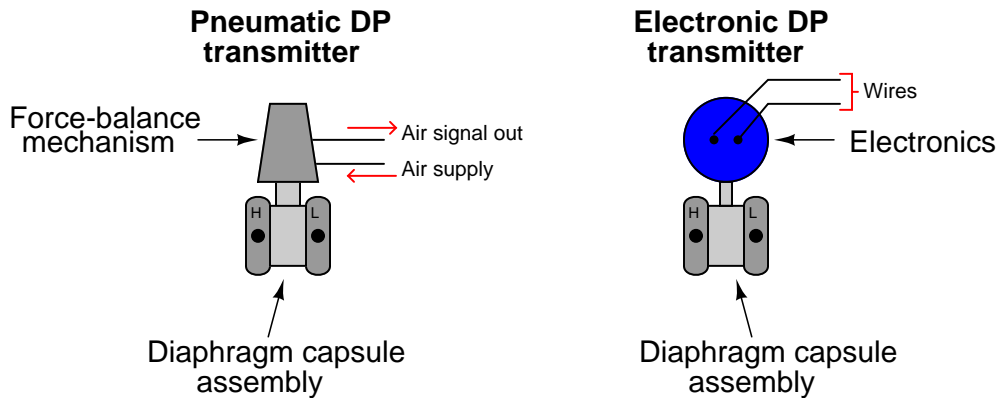 Pneumatic DP
transmitter
Force-balance
mechanism
Air signal out
Air supply
H
L
Diaphragm capsule
assembly
Electronic DP
transmitter
Wires
Electronics
H
L
Diaphragm capsule
assembly